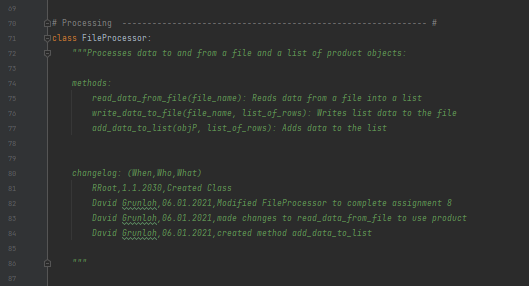 69
70 # Processing  ------------------------------------------------------------- #
71 class FileProcessor:
72 """Processes data to and from a file and a list of product objects:
73
74 methods:
75 read_data_from_file(file_name): Reads data from a file into a list
76 write_data_to_file(file_name, list_of_rows): Writes list data to the file
77 add_data_to_list(objP, list_of_rows): Adds data to the list
78
79
80 changelog: (When,Who,What)
81 RRoot,1.1.2030,Created Class
82 David Grunloh,06.01.2021,Modified FileProcessor to complete assignment 8
83 David Grunloh,06.01.2021,made changes to read_data_from_file to use product
84 David Grunloh,06.01.2021,created method add_data_to_list
85
86 """
87